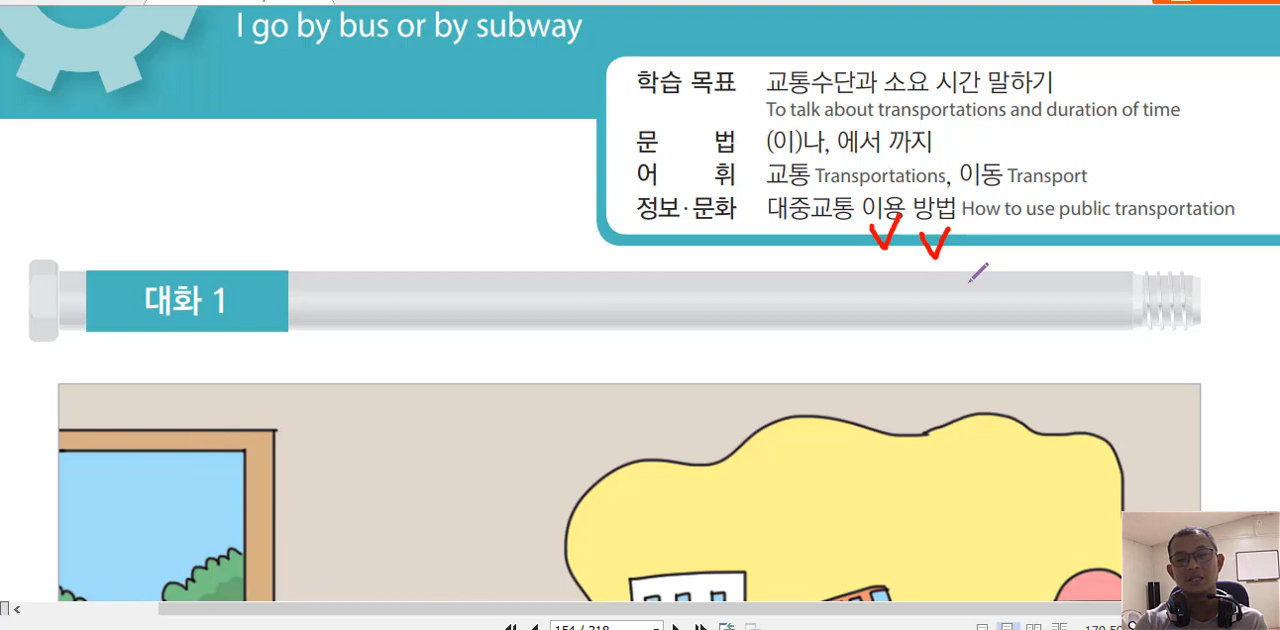 I go by bus or by subway
학습 목표 교통수단과 소요 시간 말하기
To talk about transportations and duration of time
문 법 (이)나, 에서 까지
어 휘 교통 Transportations, 이동 Transport
정보·문화 대중교통 이용 방법 How to use public transportation
대화 1
154 / 218